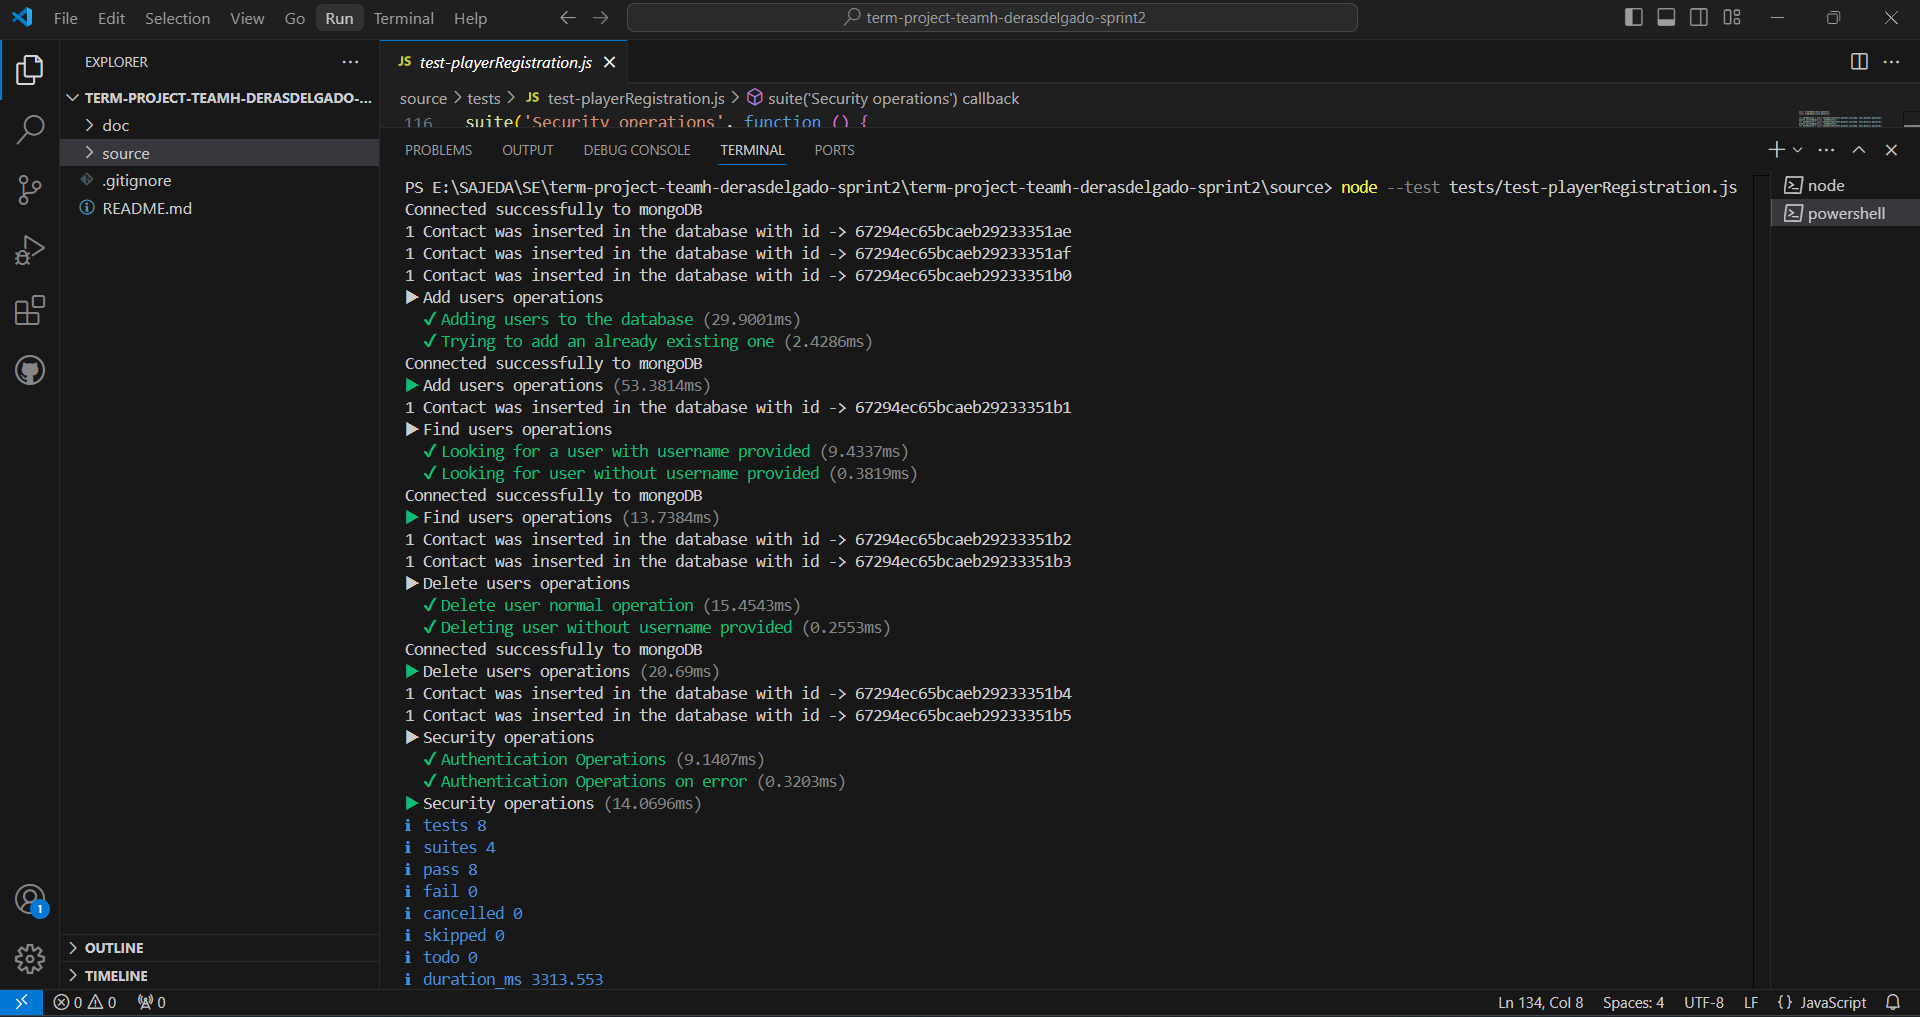 File Edit Selection View Go Run Terminal Help
term-project-teamh-derasdelgado-sprint2
EXPLORER
TERM-PROJECT-TEAMH-DERASDELGADO-...
doc
source
.gitignore
README.md
OUTLINE
TIMELINE
JS test-playerRegistration.js
source > tests > JS test-playerRegistration.js > suite('Security operations') callback
116 suite('Security operations', function () {
PROBLEMS OUTPUT DEBUG CONSOLE TERMINAL PORTS
PS E:\SAJEDA\SE\term-project-teamh-derasdelgado-sprint2\term-project-teamh-derasdelgado-sprint2\source> node --test tests/test-playerRegistration.js
Connected successfully to mongoDB
1 Contact was inserted in the database with id -> 67294ec65bcaeb29233351ae
1 Contact was inserted in the database with id -> 67294ec65bcaeb29233351af
1 Contact was inserted in the database with id -> 67294ec65bcaeb29233351b0
▶ Add users operations
✔ Adding users to the database (29.9001ms)
✔ Trying to add an already existing one (2.4286ms)
Connected successfully to mongoDB
▶ Add users operations (53.3814ms)
1 Contact was inserted in the database with id -> 67294ec65bcaeb29233351b1
▶ Find users operations
✔ Looking for a user with username provided (9.4337ms)
✔ Looking for user without username provided (0.3819ms)
Connected successfully to mongoDB
▶ Find users operations (13.7384ms)
1 Contact was inserted in the database with id -> 67294ec65bcaeb29233351b2
1 Contact was inserted in the database with id -> 67294ec65bcaeb29233351b3
▶ Delete users operations
✔ Delete user normal operation (15.4543ms)
✔ Deleting user without username provided (0.2553ms)
Connected successfully to mongoDB
▶ Delete users operations (20.69ms)
1 Contact was inserted in the database with id -> 67294ec65bcaeb29233351b4
1 Contact was inserted in the database with id -> 67294ec65bcaeb29233351b5
▶ Security operations
✔ Authentication Operations (9.1407ms)
✔ Authentication Operations on error (0.3203ms)
▶ Security operations (14.0696ms)
ℹ tests 8
ℹ suites 4
ℹ pass 8
ℹ fail 0
ℹ cancelled 0
ℹ skipped 0
ℹ todo 0
ℹ duration_ms 3313.553
node
powershell
1
0 0 0
Ln 134, Col 8 Spaces: 4 UTF-8 LF {} JavaScript